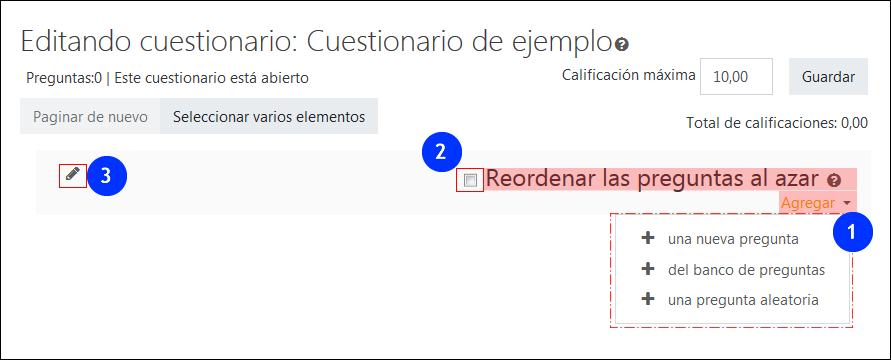 Editando cuestionario: Cuestionario de ejemplo
Preguntas:0 | Este cuestionario está abierto
Calificación máxima 10,00 Guardar
Paginar de nuevo Seleccionar varios elementos
Total de calificaciones: 0,00
2
3
Reordenar las preguntas al azar
Agregar
1
una nueva pregunta
del banco de preguntas
una pregunta aleatoria